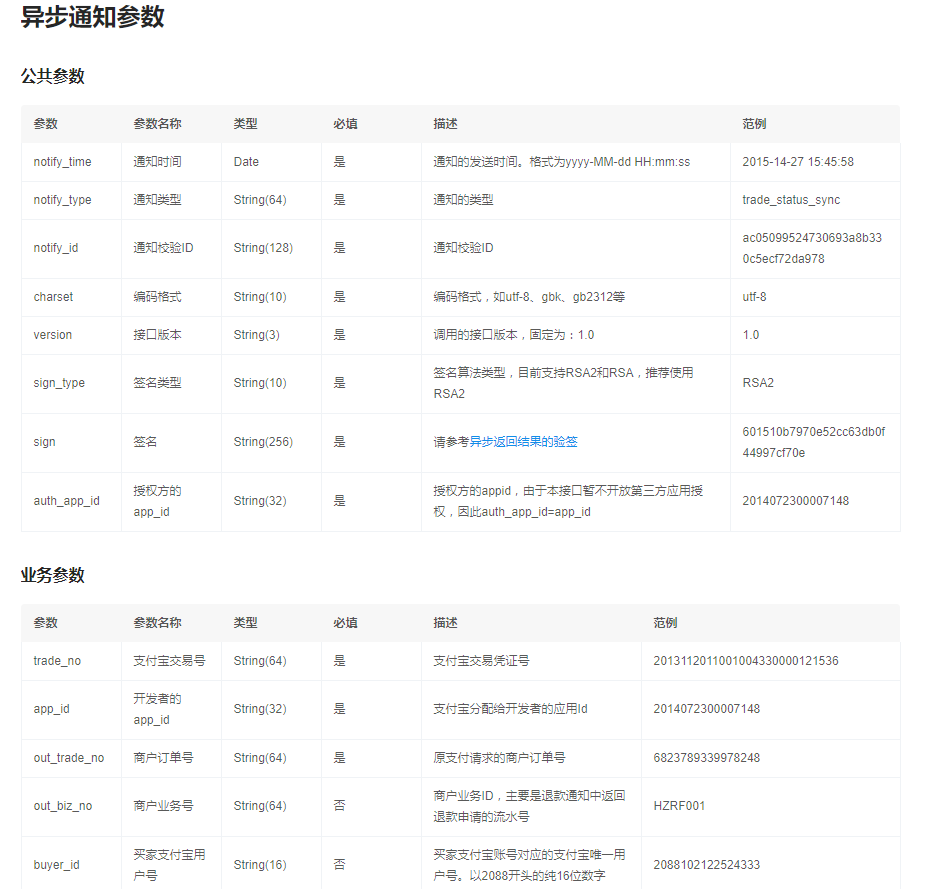 异步通知参数
公共参数
参数 参数名称 类型 必填 描述 范例
notify_time 通知时间 Date 是 通知的发送时间。格式为yyyy-MM-dd HH:mm:ss 2015-14-27 15:45:58
notify_type 通知类型 String(64) 是 通知的类型 trade_status_sync
notify_id 通知校验ID String(128) 是 通知校验ID ac05099524730693a8b33
0c5ecf72da978
charset 编码格式 String(10) 是 编码格式，如utf-8、gbk、gb2312等 utf-8
version 接口版本 String(3) 是 调用的接口版本，固定为：1.0 1.0
sign_type 签名类型 String(10) 是 签名算法类型，目前支持RSA2和RSA，推荐使用
RSA2 RSA2
sign 签名 String(256) 是 请参考异步返回结果的验签 601510b7970e52cc63db0f
44997cf70e
auth_app_id 授权方的
app_id String(32) 是 授权方的appid，由于本接口暂不开放第三方应用授
权，因此auth_app_id=app_id 2014072300007148
业务参数
参数 参数名称 类型 必填 描述 范例
trade_no 支付宝交易号 String(64) 是 支付宝交易凭证号 2013112011001004330000121536
app_id 开发者的
app_id String(32) 是 支付宝分配给开发者的应用Id 2014072300007148
out_trade_no 商户订单号 String(64) 是 原支付请求的商户订单号 6823789339978248
out_biz_no 商户业务号 String(64) 否 商户业务ID，主要是退款通知中返回
退款申请的流水号 HZRF001
buyer_id 买家支付宝用
户号 String(16) 否 买家支付宝账号对应的支付宝唯一用
户号。以2088开头的纯16位数字 2088102122524333